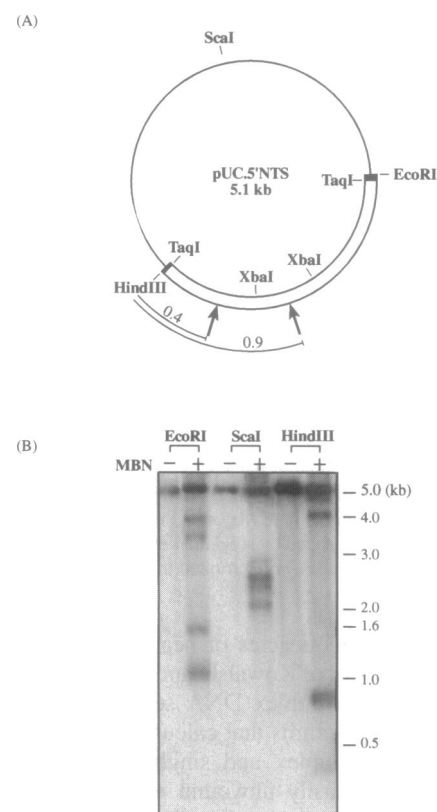 (A)
ScaI
pUC.5'NTS
5.1 kb
TaqI
EcoRI
TaqI
XbaI
XbaI
HindIII
0.4
0.9
(B)
EcoRI ScaI HindIII
MBN − + − + − +
5.0 (kb)
4.0
3.0
2.0
1.6
1.0
0.5